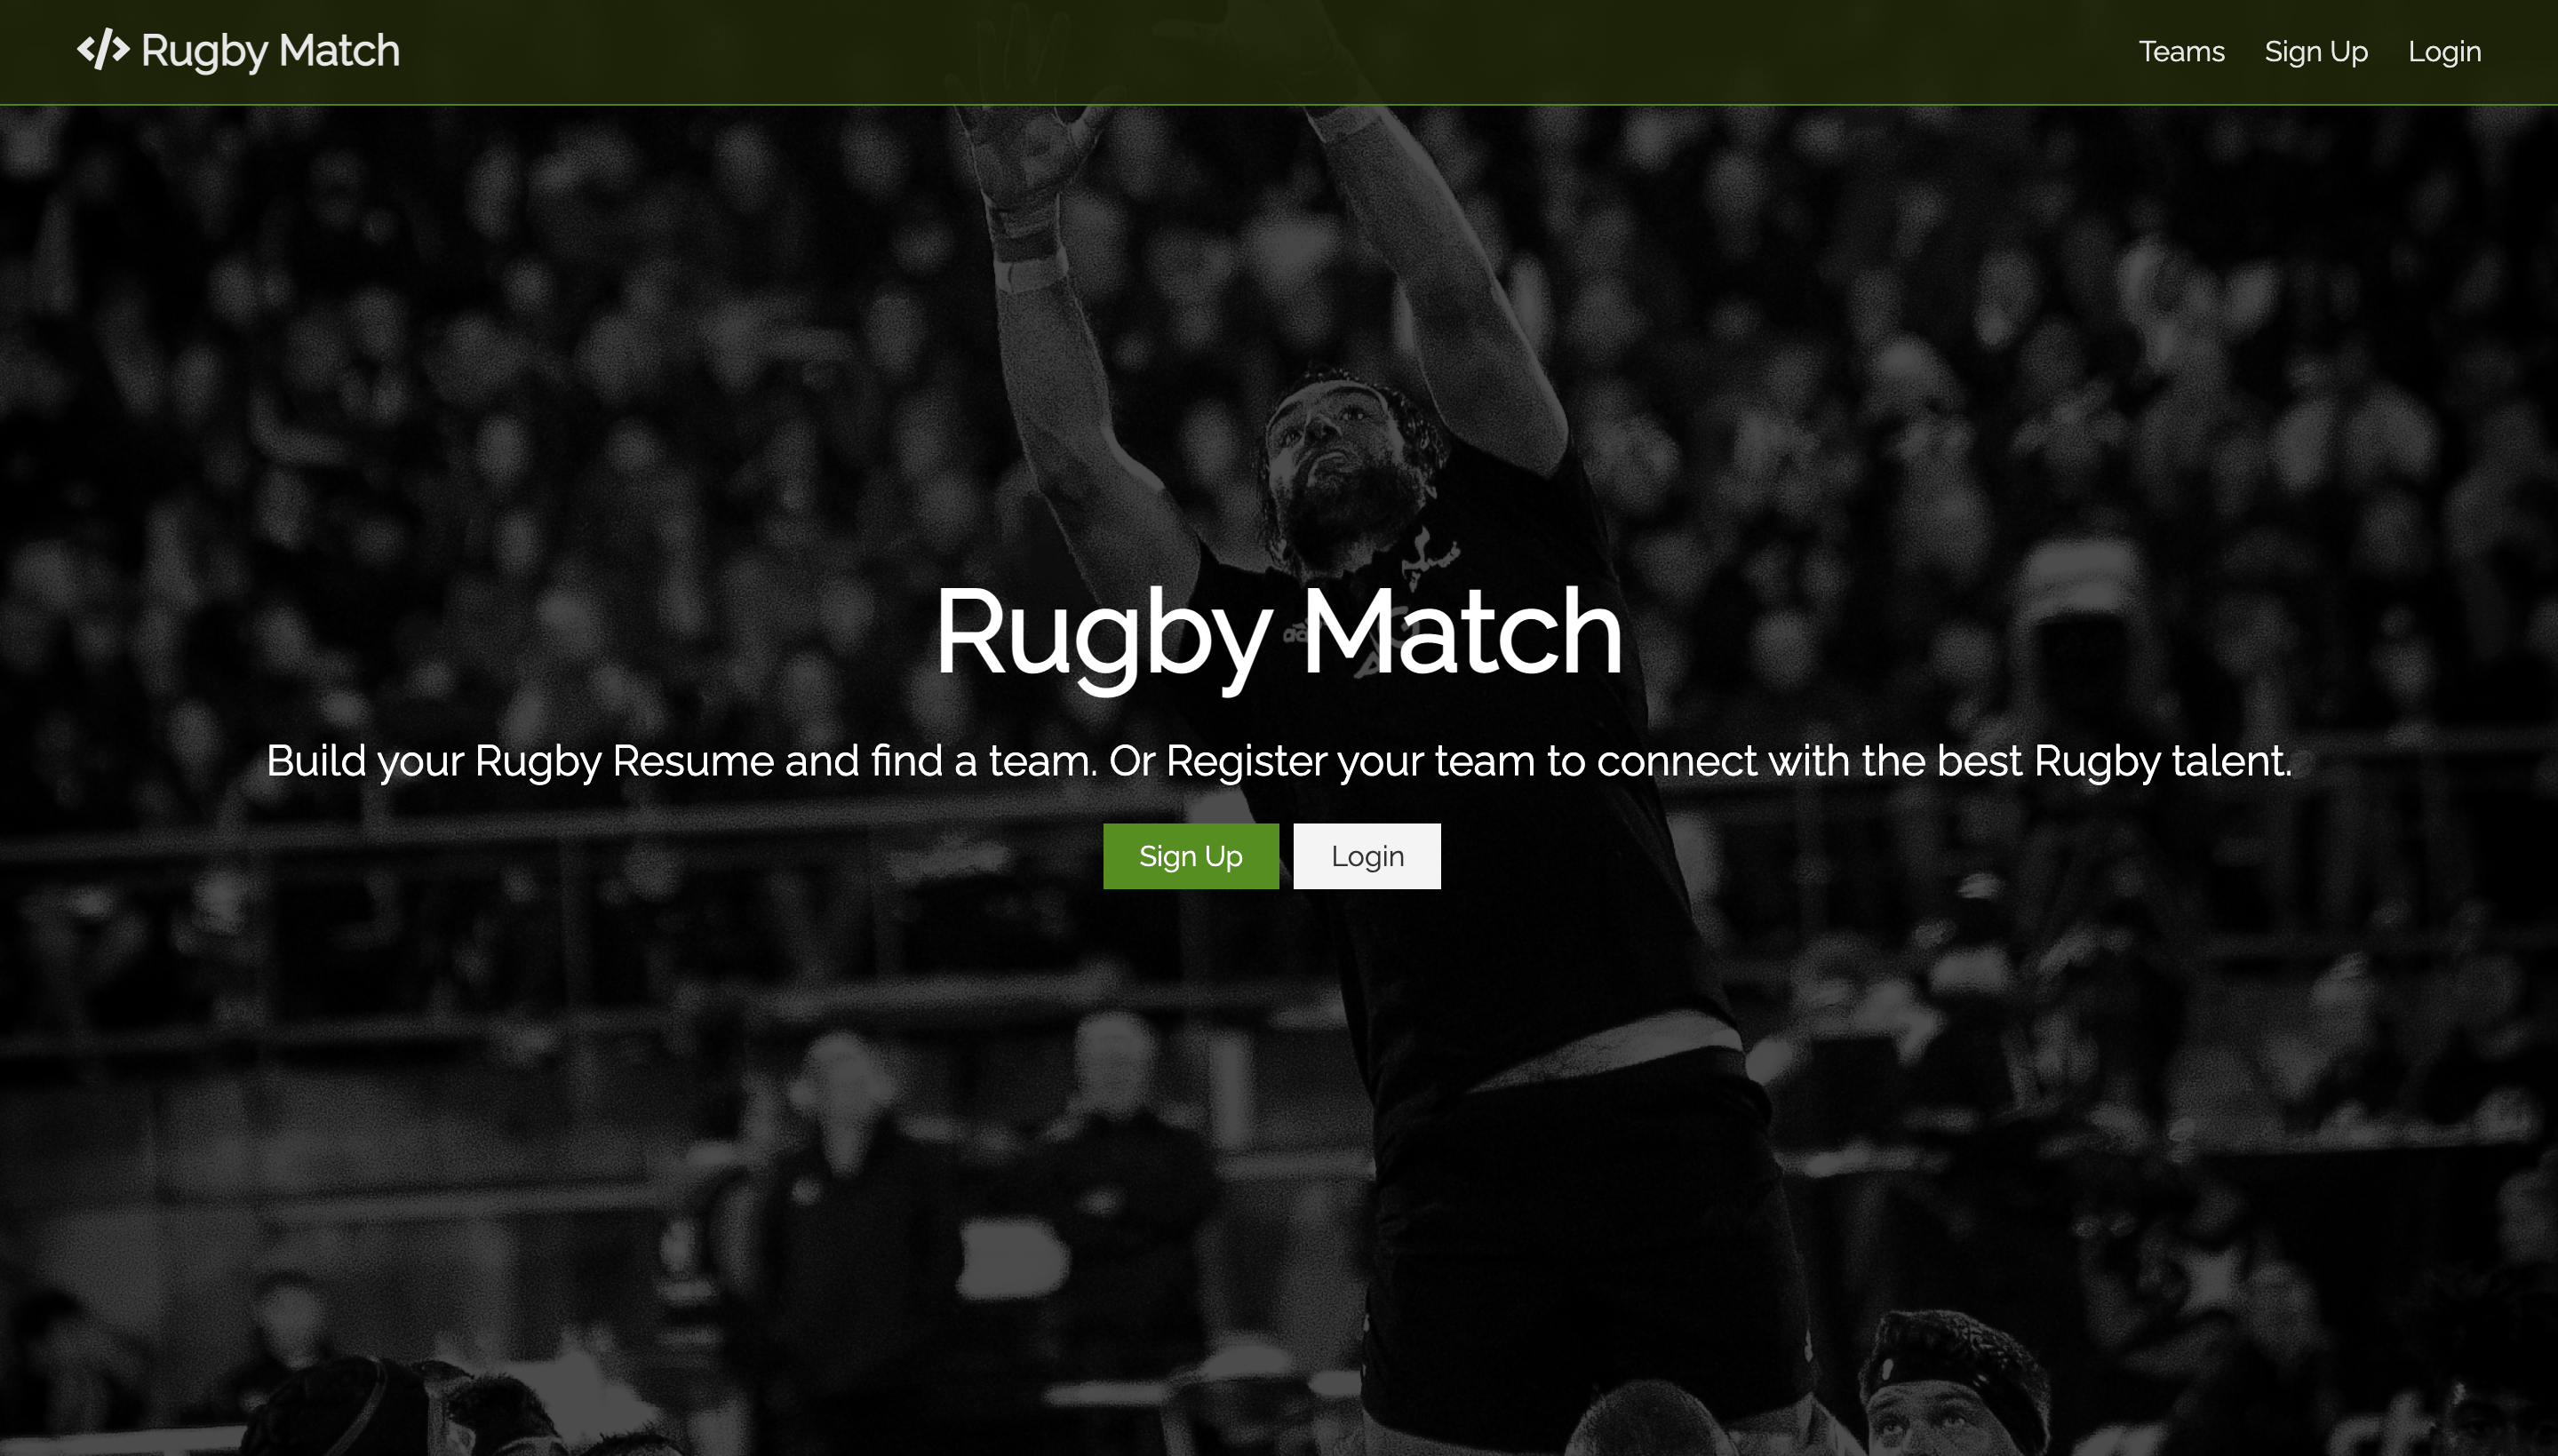 Rugby Match
Teams Sign Up Login
Rugby Match
Build your Rugby Resume and find a team. Or Register your team to connect with the best Rugby talent.
Sign Up Login